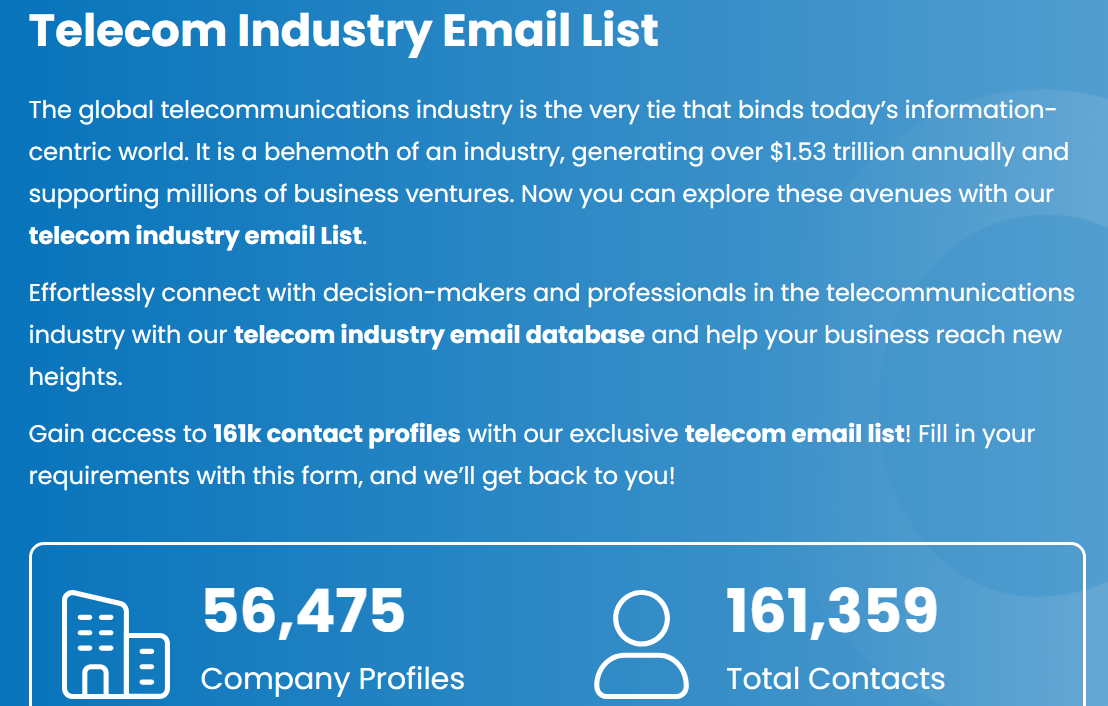 Telecom Industry Email List
The global telecommunications industry is the very tie that binds today’s information-
centric world. It is a behemoth of an industry, generating over $1.53 trillion annually and
supporting millions of business ventures. Now you can explore these avenues with our
telecom industry email List.
Effortlessly connect with decision-makers and professionals in the telecommunications
industry with our telecom industry email database and help your business reach new
heights.
Gain access to 161k contact profiles with our exclusive telecom email list! Fill in your
requirements with this form, and we’ll get back to you!
56,475
Company Profiles
161,359
Total Contacts